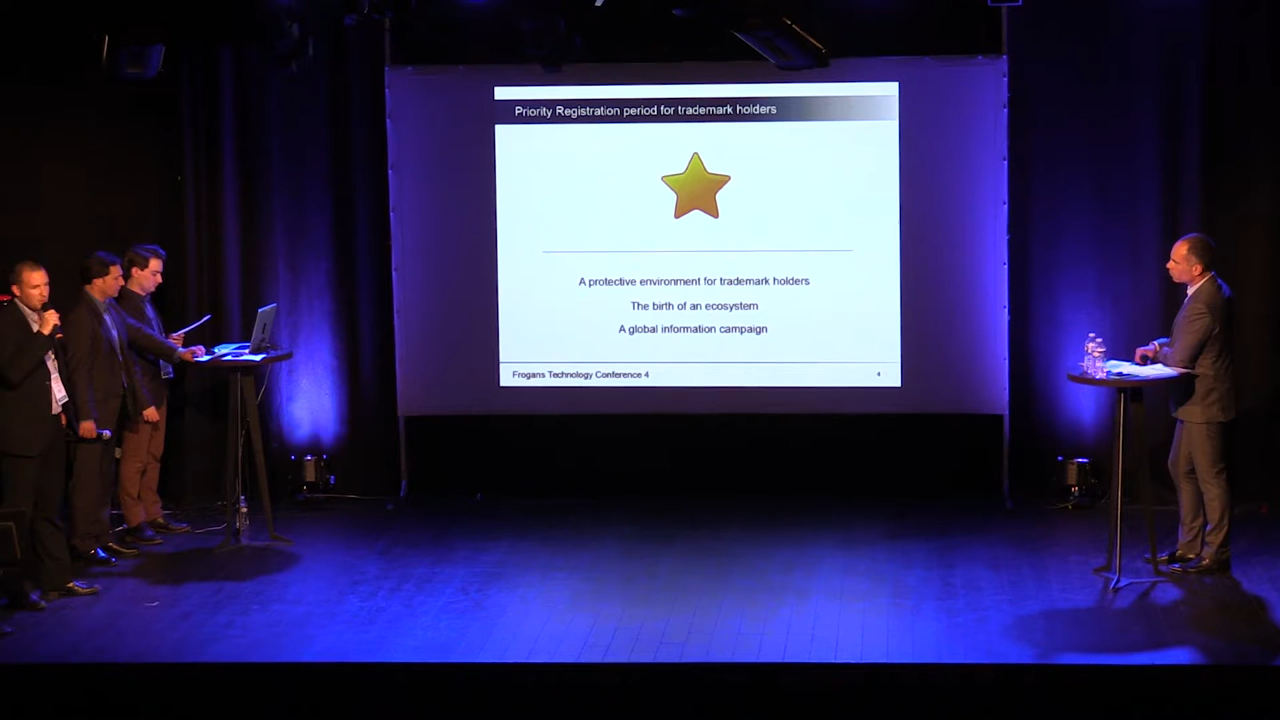 Priority Registration period for trademark holders
A protective environment for trademark holders
The birth of an ecosystem
A global information campaign
Frogans Technology Conference 4
4